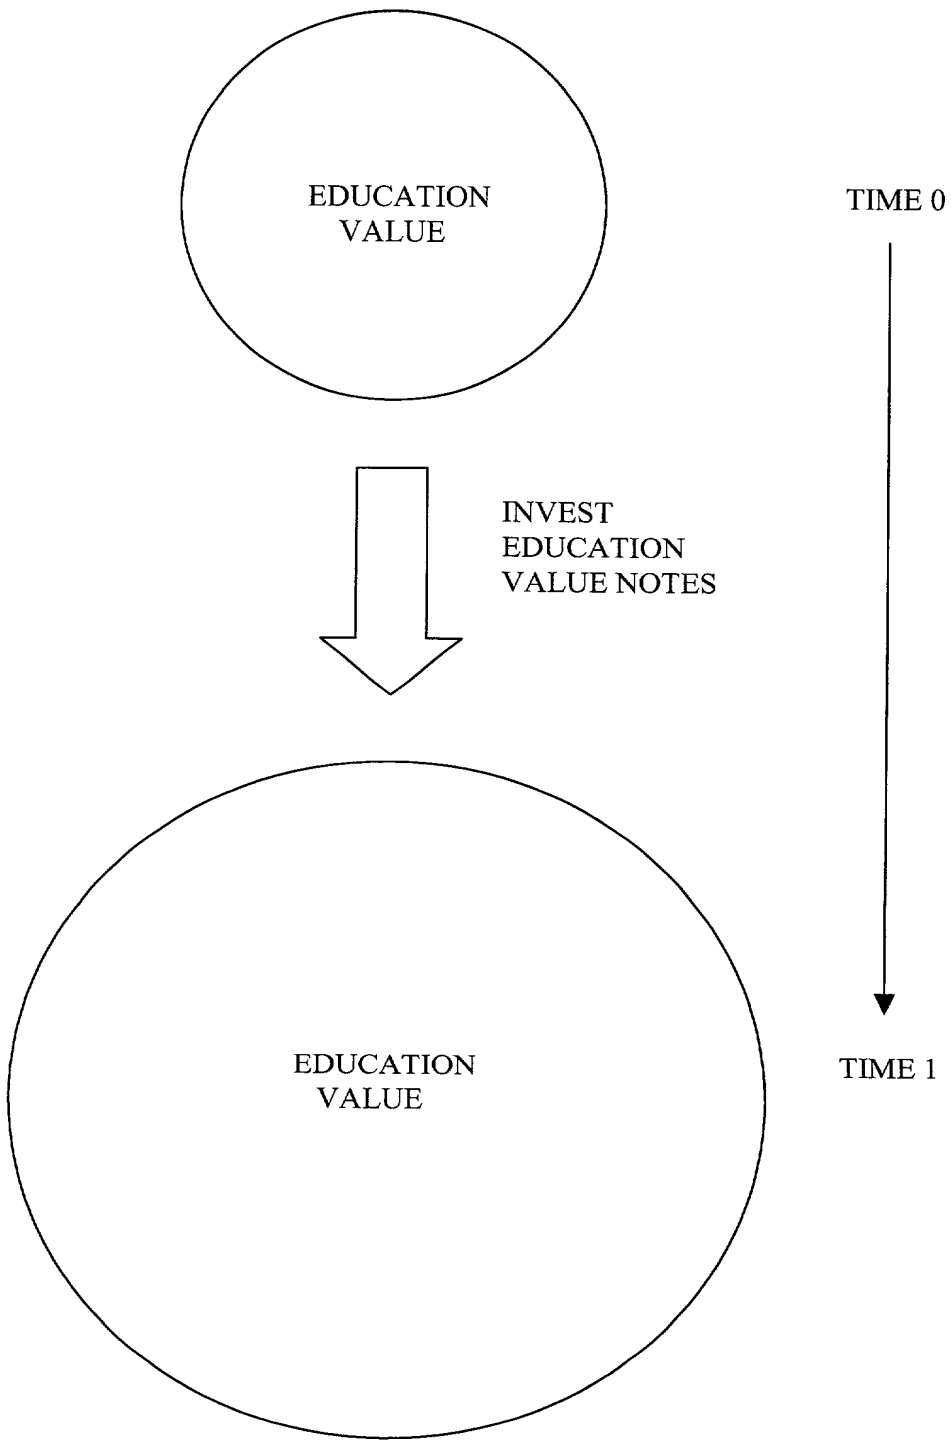 EDUCATION
VALUE
TIME 0
INVEST
EDUCATION
VALUE NOTES
EDUCATION
VALUE
TIME 1